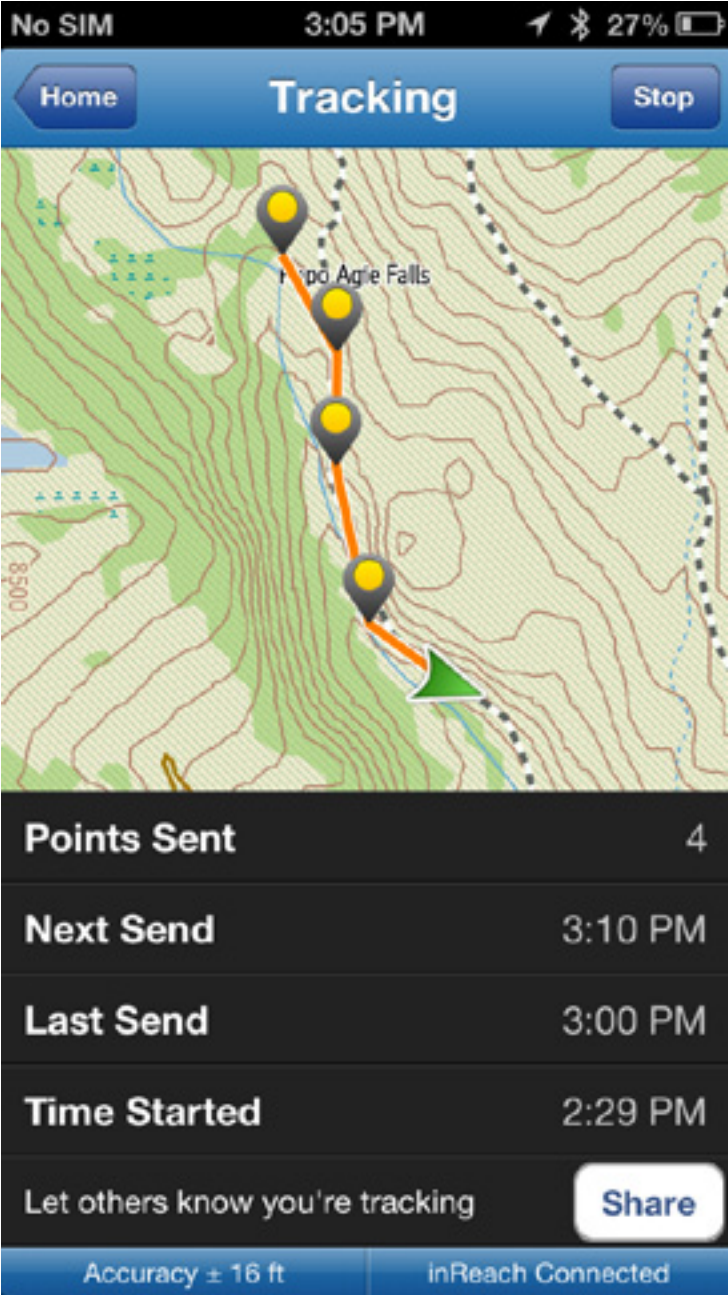 No SIM 3:05 PM 27%
Home Tracking Stop
Agie Falls
8500
Points Sent 4
Next Send 3:10 PM
Last Send 3:00 PM
Time Started 2:29 PM
Let others know you're tracking Share
Accuracy ± 16 ft inReach Connected